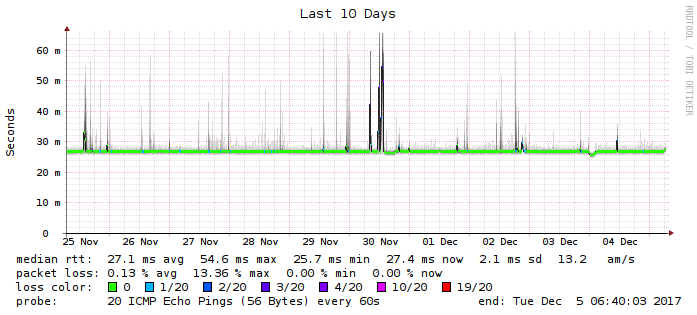 Last 10 Days
RRDTOOL / TOBI OETIKER
Seconds
60 m
50 m
40 m
30 m
20 m
10 m
0
25 Nov 26 Nov 27 Nov 28 Nov 29 Nov 30 Nov 01 Dec 02 Dec 03 Dec 04 Dec
median rtt: 27.1 ms avg 54.6 ms max 25.7 ms min 27.4 ms now 2.1 ms sd 13.2 am/s
packet loss: 0.13 % avg 13.36 % max 0.00 % min 0.00 % now
loss color: 0 1/20 2/20 3/20 4/20 10/20 19/20
probe: 20 ICMP Echo Pings (56 Bytes) every 60s end: Tue Dec 5 06:40:03 2017